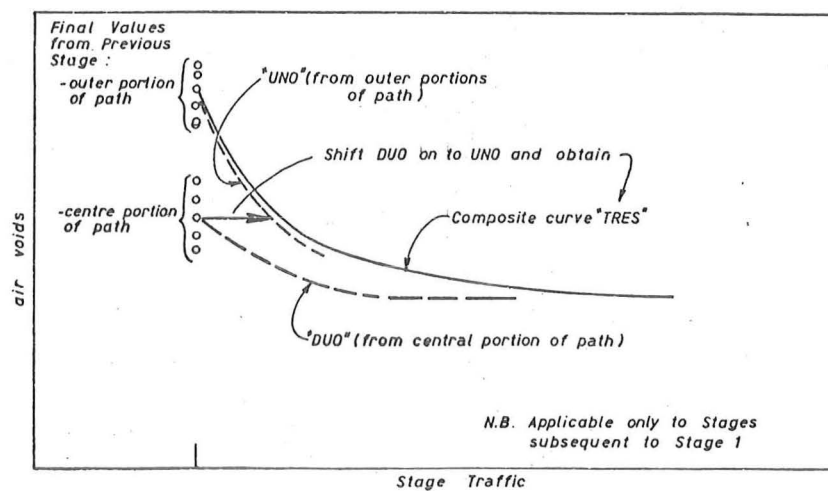 Final Values
from Previous
Stage :
-outer portion
of path
"UNO" (from outer portions
of path)
Shift DUO on to UNO and obtain
-centre portion
of path
Composite curve "TRES"
air voids
"DUO" (from central portion of path)
N.B. Applicable only to Stages
subsequent to Stage 1
Stage Traffic